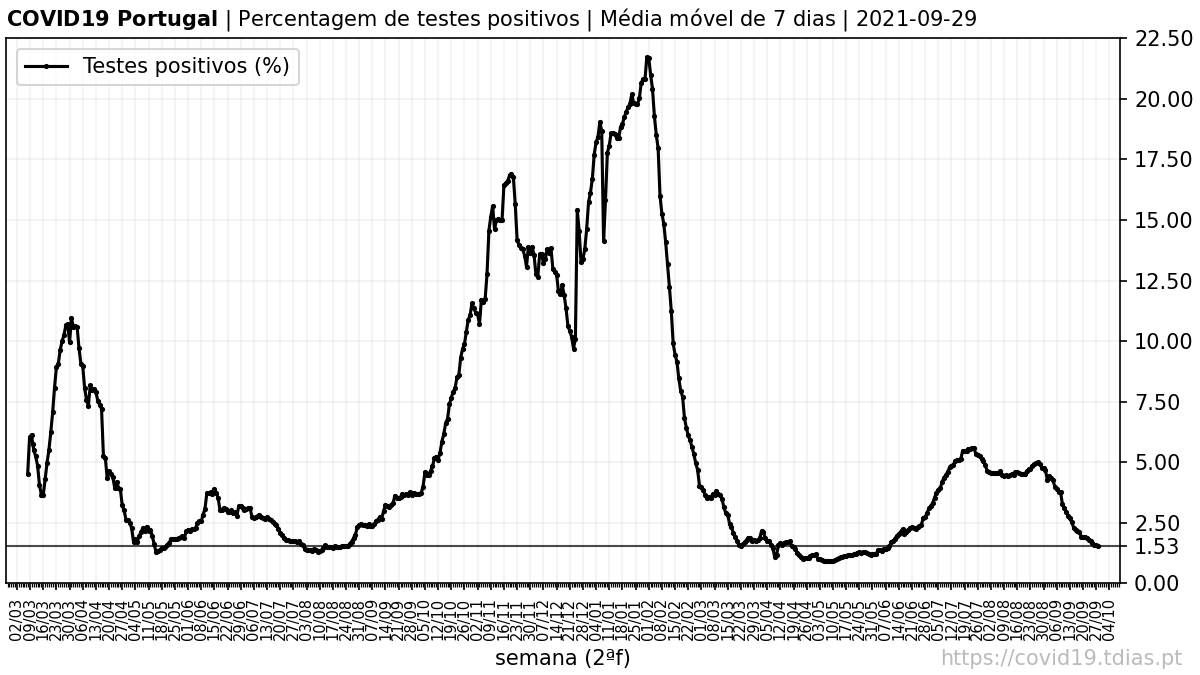 COVID19 Portugal | Percentagem de testes positivos | Média móvel de 7 dias | 2021-09-29
Testes positivos (%)
22.50
20.00
17.50
15.00
12.50
10.00
7.50
5.00
2.50
1.53
0.00
02/03 09/03 16/03 23/03 30/03 06/04 13/04 20/04 27/04 04/05 11/05 18/05 25/05 01/06 08/06 15/06 22/06 29/06 06/07 13/07 20/07 27/07 03/08 10/08 17/08 24/08 31/08 07/09 14/09 21/09 28/09 05/10 12/10 19/10 26/10 02/11 09/11 16/11 23/11 30/11 07/12 14/12 21/12 28/12 04/01 11/01 18/01 25/01 01/02 08/02 15/02 22/02 01/03 08/03 15/03 22/03 29/03 05/04 12/04 19/04 26/04 03/05 10/05 17/05 24/05 31/05 07/06 14/06 21/06 28/06 05/07 12/07 19/07 26/07 02/08 09/08 16/08 23/08 30/08 06/09 13/09 20/09 27/09 04/10
semana (2ªf)
https://covid19.tdias.pt